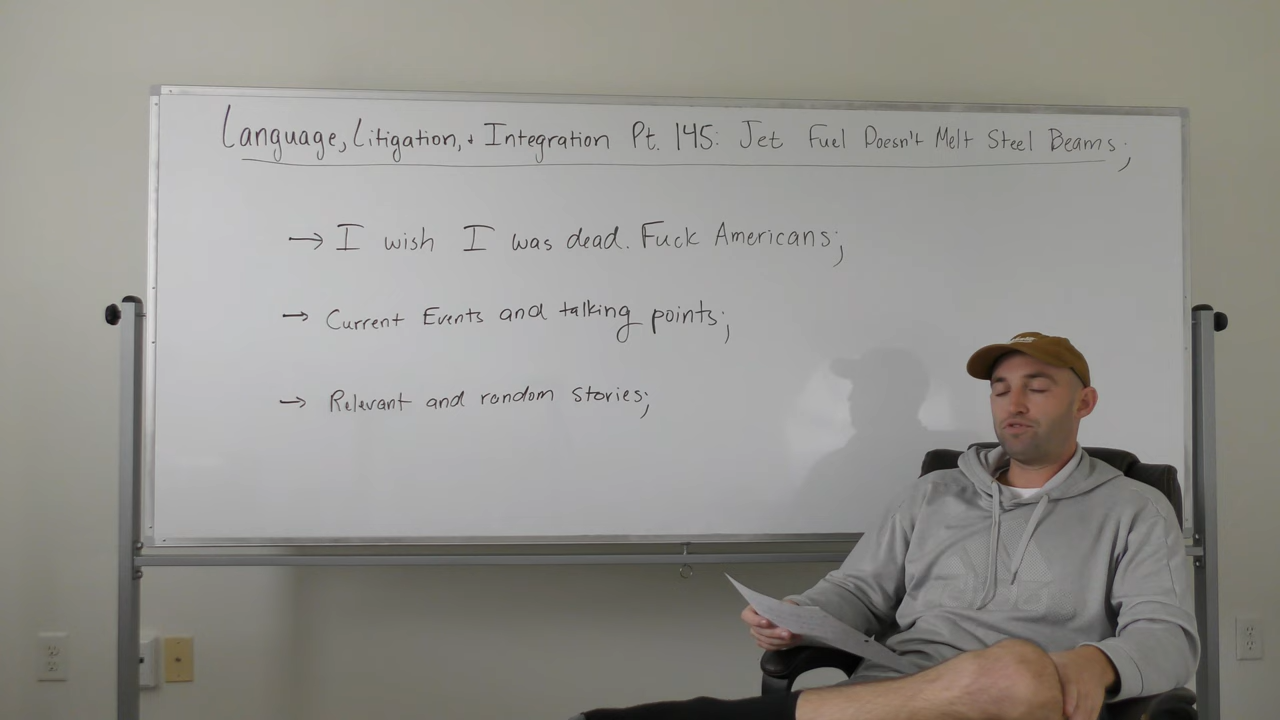 Language, Litigation, + Integration Pt. 145: Jet Fuel Doesn't Melt Steel Beams;
→ I wish I was dead. Fuck Americans;
→ Current Events and talking points;
→ Relevant and random stories;